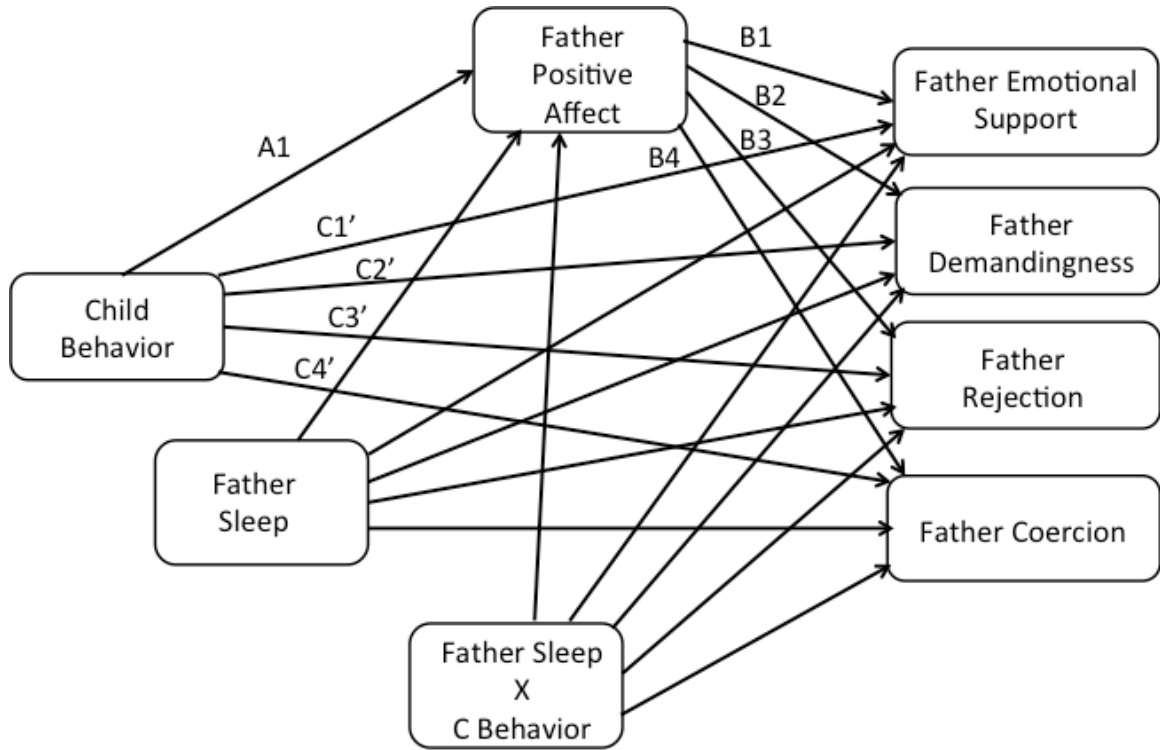 Father
Positive
Affect
B1
B2
B3
B4
Father Emotional
Support
A1
C1’
C2’
C3’
C4’
Father
Demandingness
Child
Behavior
Father
Rejection
Father
Sleep
Father Coercion
Father Sleep
X
C Behavior